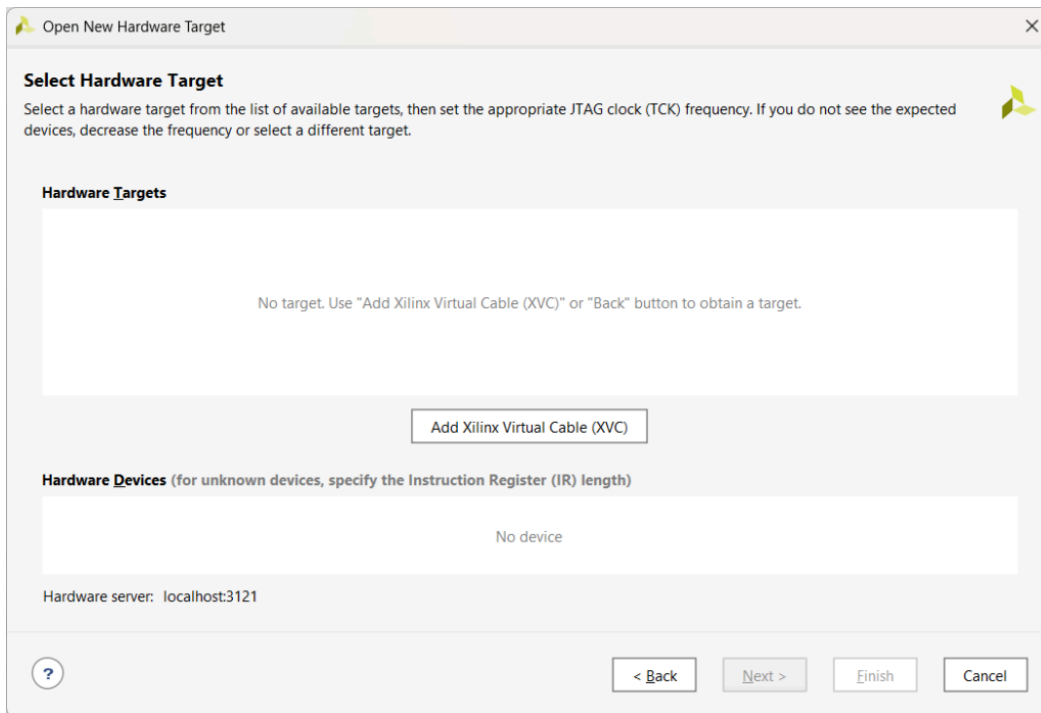 Open New Hardware Target
Select Hardware Target
Select a hardware target from the list of available targets, then set the appropriate JTAG clock (TCK) frequency. If you do not see the expected
devices, decrease the frequency or select a different target.
Hardware Targets
No target. Use "Add Xilinx Virtual Cable (XVC)" or "Back" button to obtain a target.
Add Xilinx Virtual Cable (XVC)
Hardware Devices (for unknown devices, specify the Instruction Register (IR) length)
No device
Hardware server: localhost:3121
?
< Back
Next >
Finish
Cancel